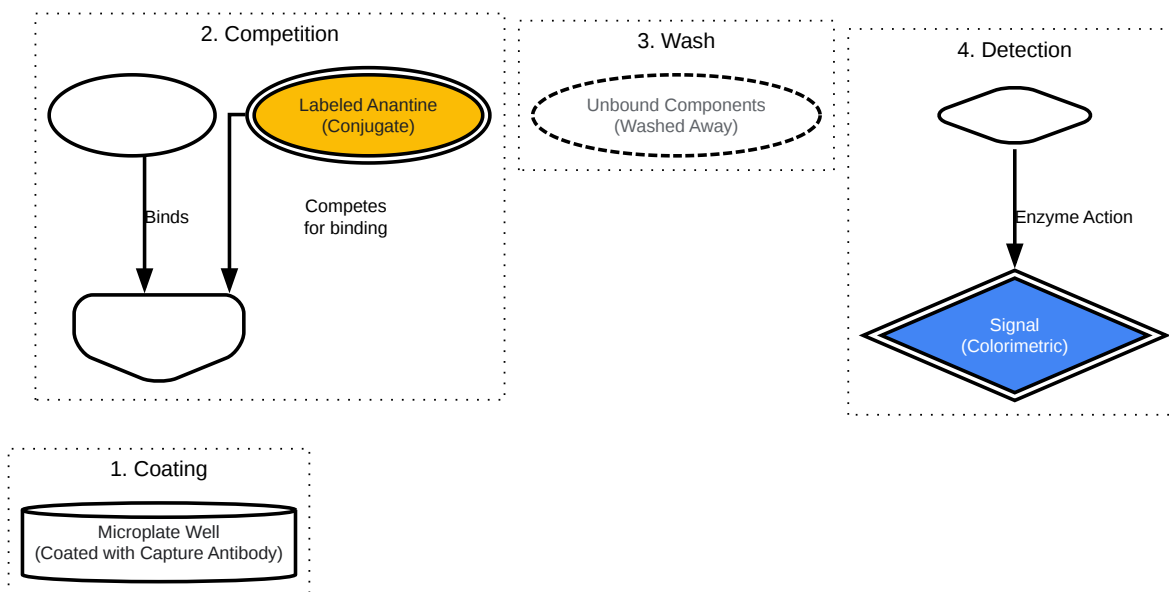 2. Competition
Labeled Anantine
(Conjugate)
Binds
Competes
for binding
3. Wash
Unbound Components
(Washed Away)
4. Detection
Enzyme Action
Signal
(Colorimetric)
1. Coating
Microplate Well
(Coated with Capture Antibody)